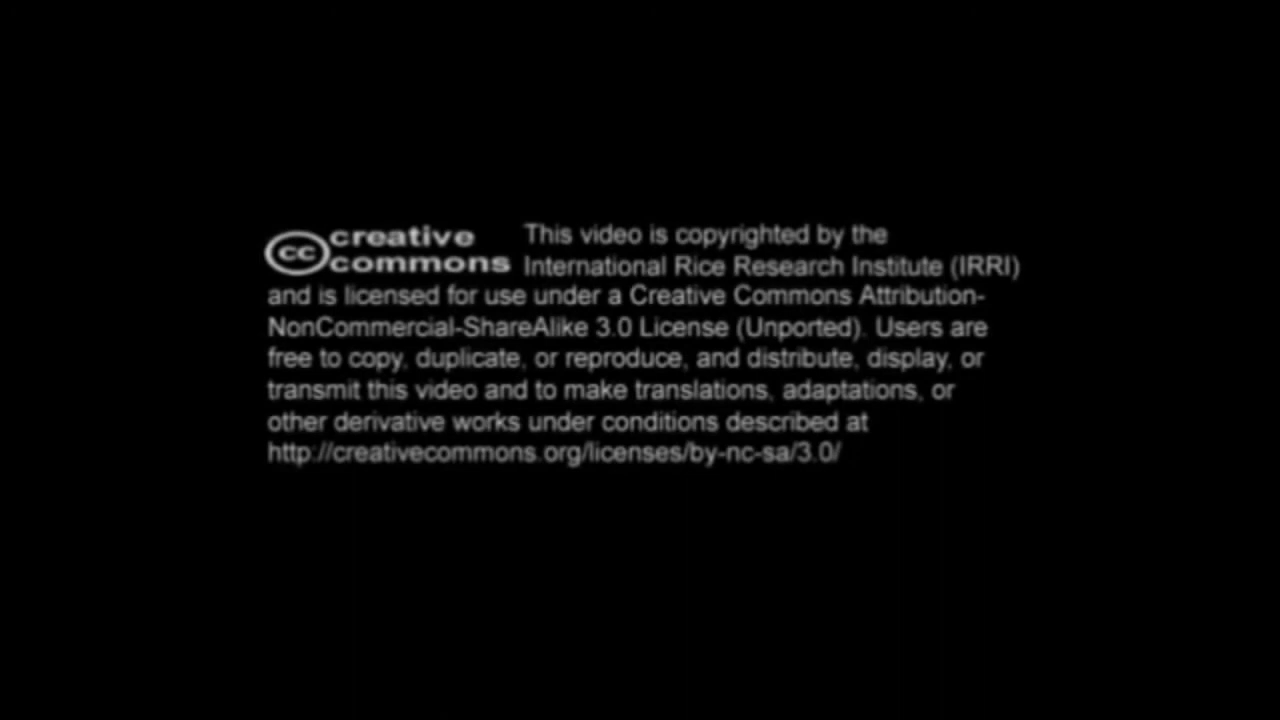 cc creative commons This video is copyrighted by the
International Rice Research Institute (IRRI)
and is licensed for use under a Creative Commons Attribution-
NonCommercial-ShareAlike 3.0 License (Unported). Users are
free to copy, duplicate, or reproduce, and distribute, display, or
transmit this video and to make translations, adaptations, or
other derivative works under conditions described at
http://creativecommons.org/licenses/by-nc-sa/3.0/